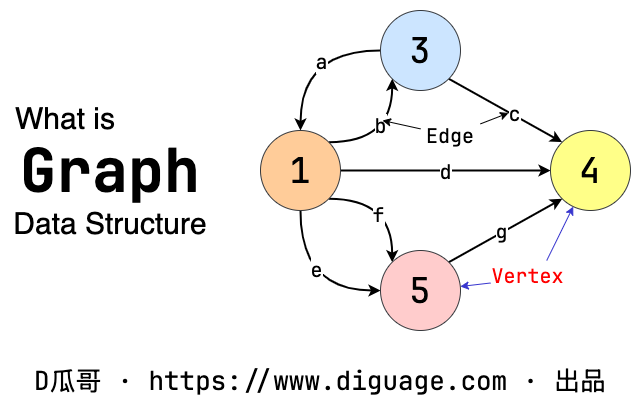 What is
Graph
Data Structure
3
a
b
c
Edge
1
d
4
f
g
e
5
Vertex
D瓜哥 · https://www.diguage.com · 出品